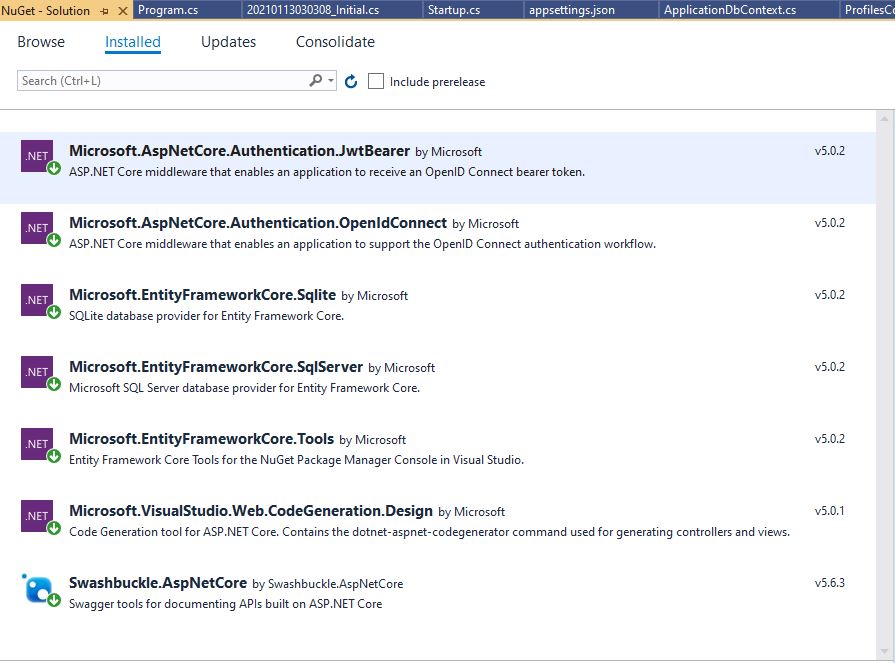 NuGet - Solution Program.cs 20210113030308_Initial.cs Startup.cs appsettings.json ApplicationDbContext.cs ProfilesCo
Browse Installed Updates Consolidate
Search (Ctrl+L) Include prerelease
.NET Microsoft.AspNetCore.Authentication.JwtBearer by Microsoft v5.0.2
ASP.NET Core middleware that enables an application to receive an OpenID Connect bearer token.
.NET Microsoft.AspNetCore.Authentication.OpenIdConnect by Microsoft v5.0.2
ASP.NET Core middleware that enables an application to support the OpenID Connect authentication workflow.
.NET Microsoft.EntityFrameworkCore.Sqlite by Microsoft v5.0.2
SQLite database provider for Entity Framework Core.
.NET Microsoft.EntityFrameworkCore.SqlServer by Microsoft v5.0.2
Microsoft SQL Server database provider for Entity Framework Core.
.NET Microsoft.EntityFrameworkCore.Tools by Microsoft v5.0.2
Entity Framework Core Tools for the NuGet Package Manager Console in Visual Studio.
.NET Microsoft.VisualStudio.Web.CodeGeneration.Design by Microsoft v5.0.1
Code Generation tool for ASP.NET Core. Contains the dotnet-aspnet-codegenerator command used for generating controllers and views.
Swashbuckle.AspNetCore by Swashbuckle.AspNetCore v5.6.3
Swagger tools for documenting APIs built on ASP.NET Core